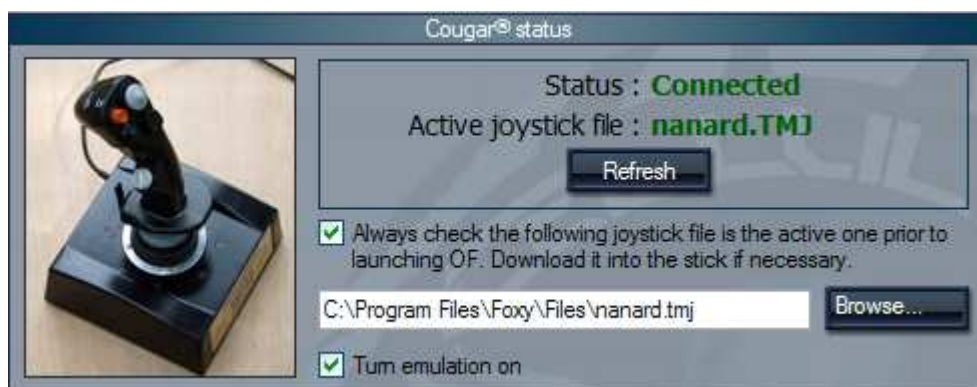 Cougar® status
Status : Connected
Active joystick file : nanard.TMJ
Refresh
Always check the following joystick file is the active one prior to
launching OF. Download it into the stick if necessary.
C:\Program Files\Foxy\Files\nanard.tmj
Browse...
Turn emulation on